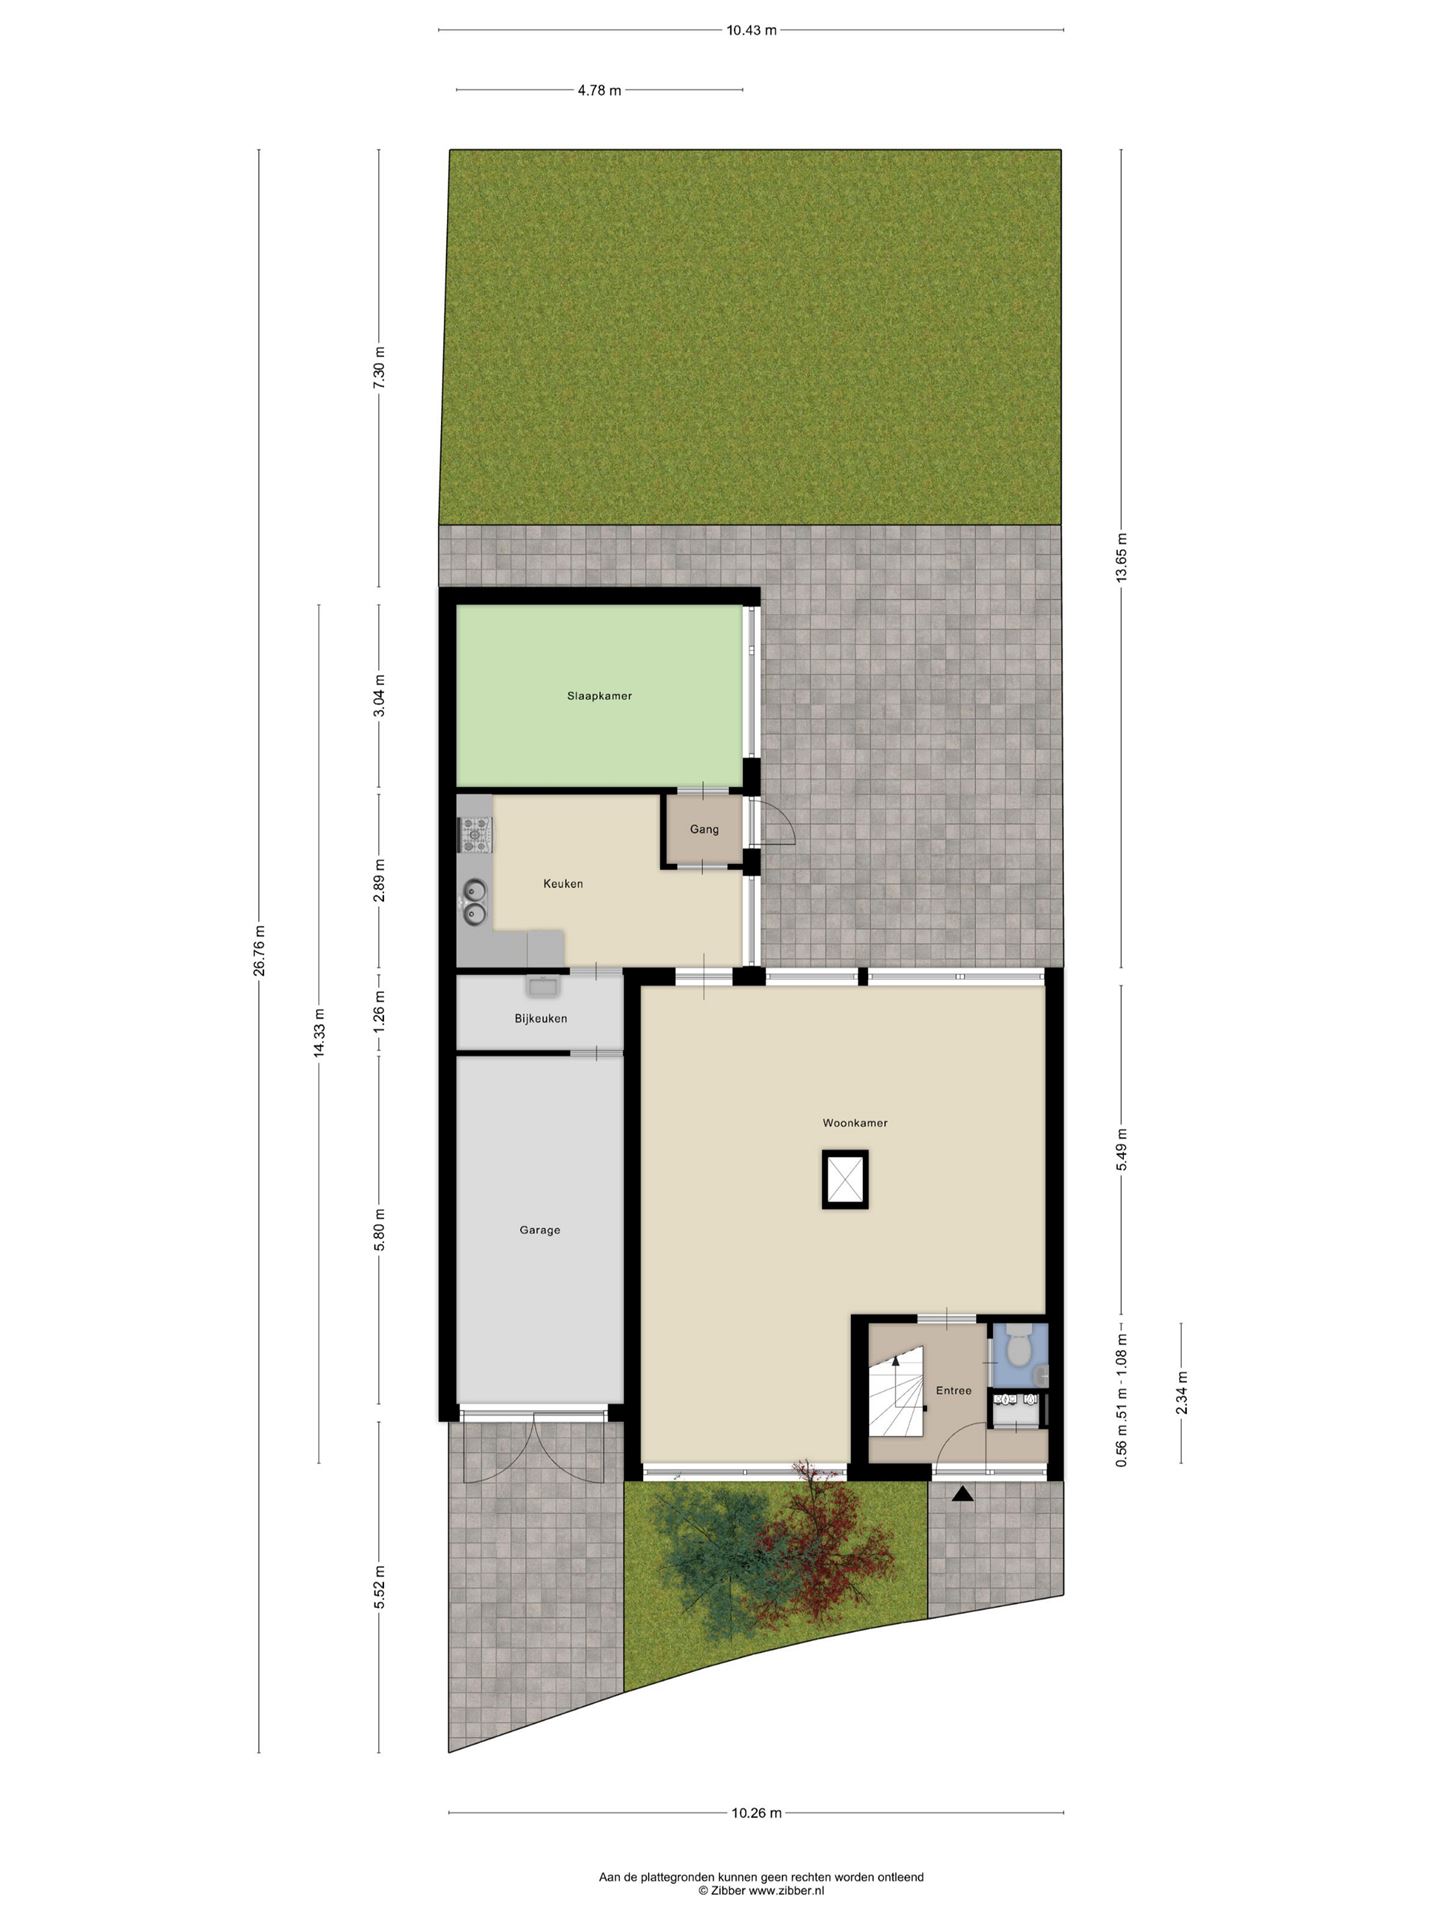 10.43 m
4.78 m
7.30 m
13.65 m
3.04 m
Slaapkamer
Gang
2.89 m
Keuken
26.76 m
14.33 m
1.26 m
Bijkeuken
Woonkamer
5.49 m
5.80 m
Garage
Entree
0.56 m .51 m - 1.08 m
2.34 m
5.52 m
10.26 m
Aan de plattegronden kunnen geen rechten worden ontleend
© Zibber www.zibber.nl